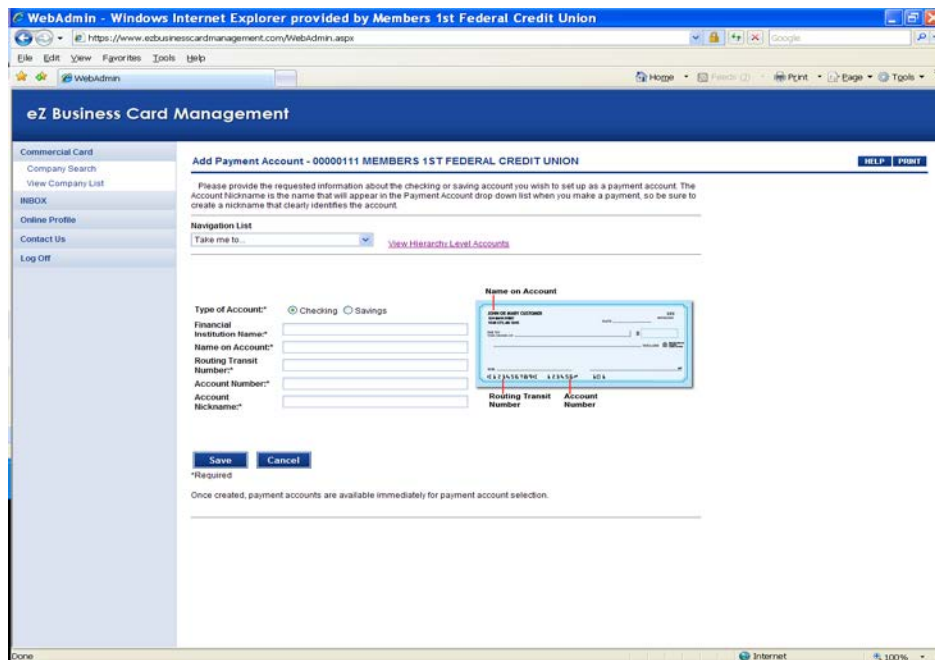 WebAdmin - Windows Internet Explorer provided by Members 1st Federal Credit Union
https://www.ezbusinesscardmanagement.com/WebAdmin.aspx
Google
File Edit View Favorites Tools Help
WebAdmin
Home Feeds (2) Print Page Tools
eZ Business Card Management
Commercial Card
Company Search
View Company List
INBOX
Online Profile
Contact Us
Log Off
Add Payment Account - 00000111 MEMBERS 1ST FEDERAL CREDIT UNION
HELP PRINT
Please provide the requested information about the checking or saving account you wish to set up as a payment account. The
Account Nickname is the name that will appear in the Payment Account drop down list when you make a payment, so be sure to
create a nickname that clearly identifies the account.
Navigation List
Take me to...
View Hierarchy Level Accounts
Name on Account
Type of Account:* Checking Savings
Financial
Institution Name:*
Name on Account:*
Routing Transit
Number:*
Account Number:*
Account
Nickname:*
JOHN OR MARY CUSTOMER
Routing Transit
Number
Account
Number
Save Cancel
*Required
Once created, payment accounts are available immediately for payment account selection.
Done
Internet
100%